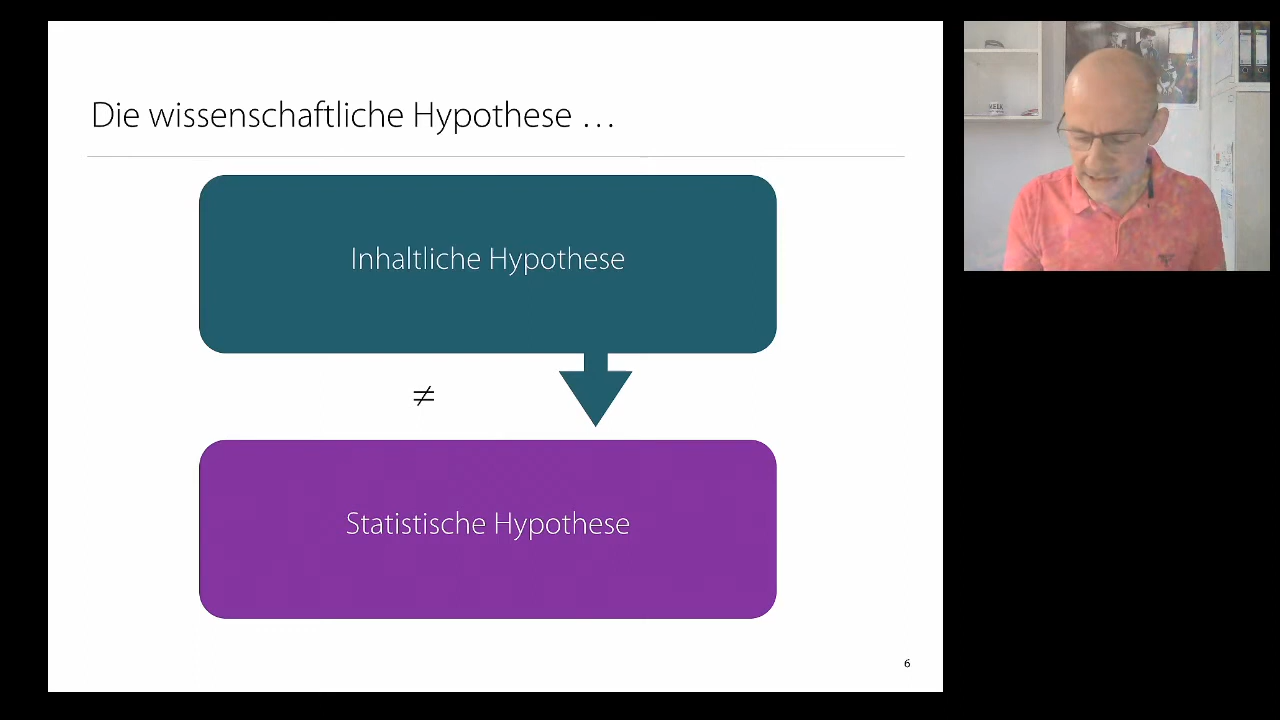 Die wissenschaftliche Hypothese …
Inhaltliche Hypothese
≠
Statistische Hypothese
6